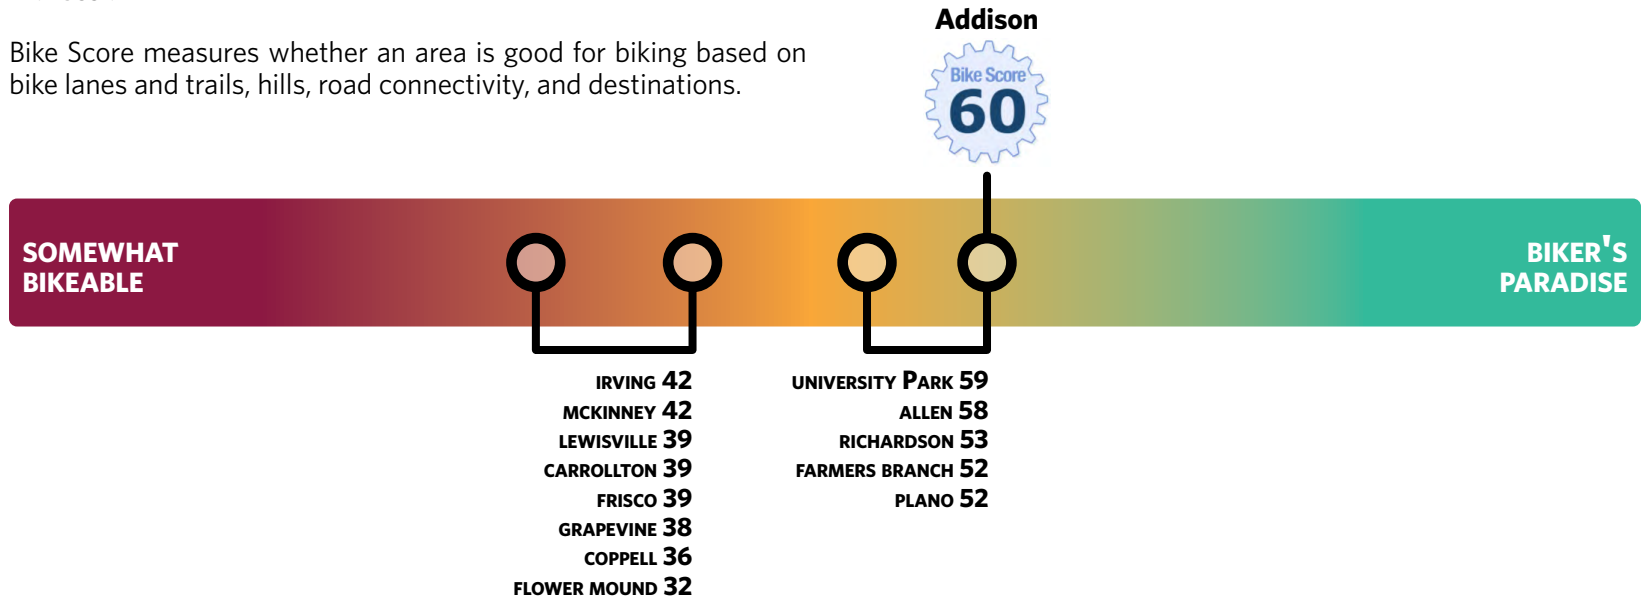 Bike Score measures whether an area is good for biking based on
bike lanes and trails, hills, road connectivity, and destinations.
Addison
Bike Score
60
SOMEWHAT
BIKEABLE
BIKER'S
PARADISE
IRVING 42
MCKINNEY 42
LEWISVILLE 39
CARROLLTON 39
FRISCO 39
GRAPEVINE 38
COPPELL 36
FLOWER MOUND 32
UNIVERSITY PARK 59
ALLEN 58
RICHARDSON 53
FARMERS BRANCH 52
PLANO 52